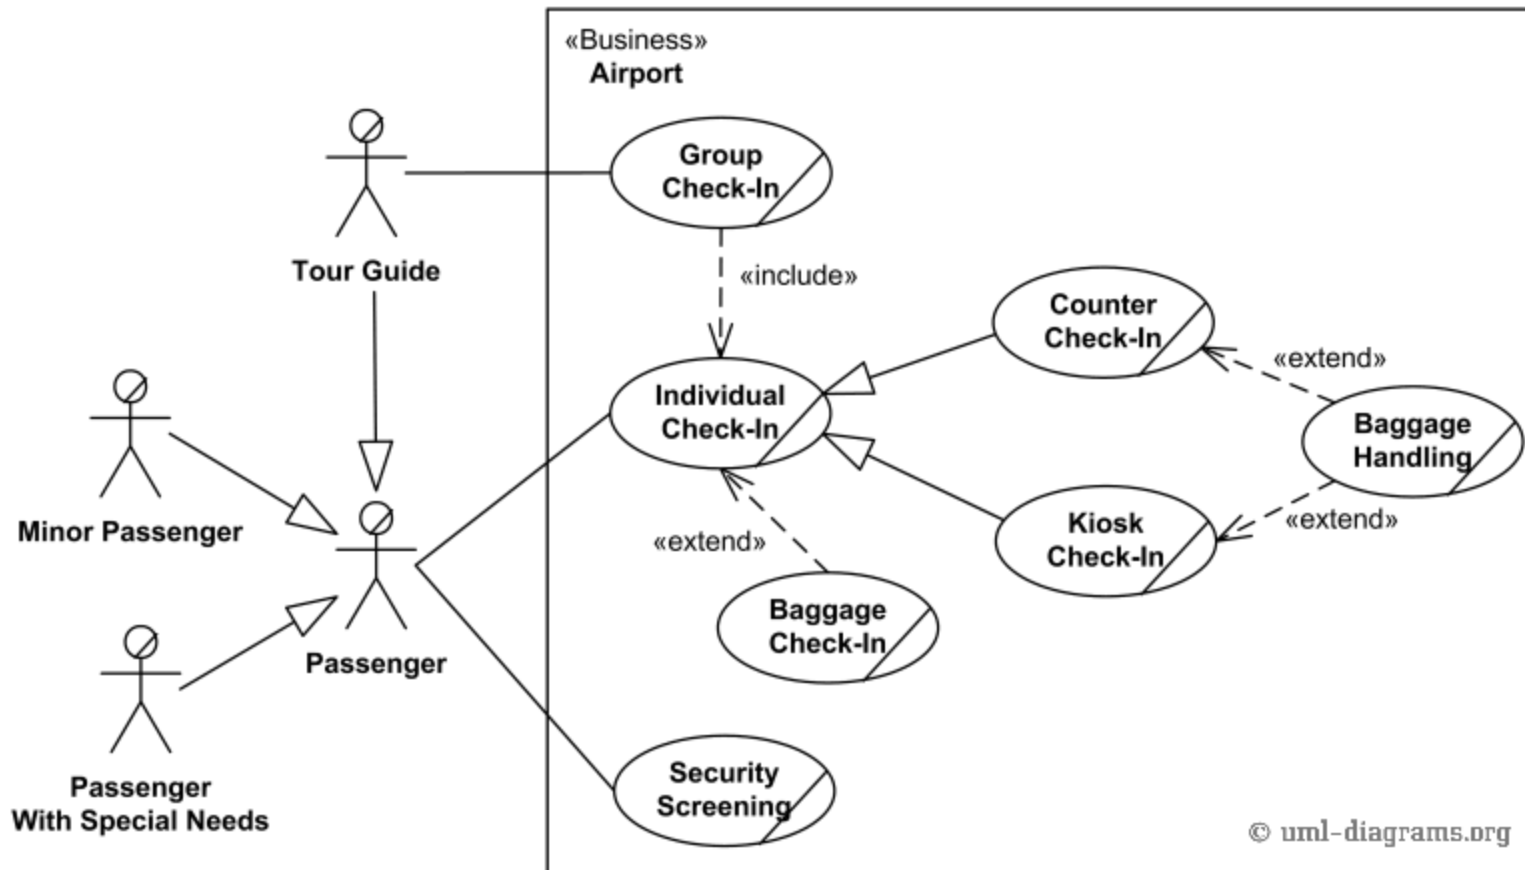 «Business»
Airport
Group
Check-In
Tour Guide
«include»
Counter
Check-In
«extend»
Individual
Check-In
Baggage
Handling
Minor Passenger
«extend»
Kiosk
Check-In
«extend»
Baggage
Check-In
Passenger
Passenger
With Special Needs
Security
Screening
© uml-diagrams.org